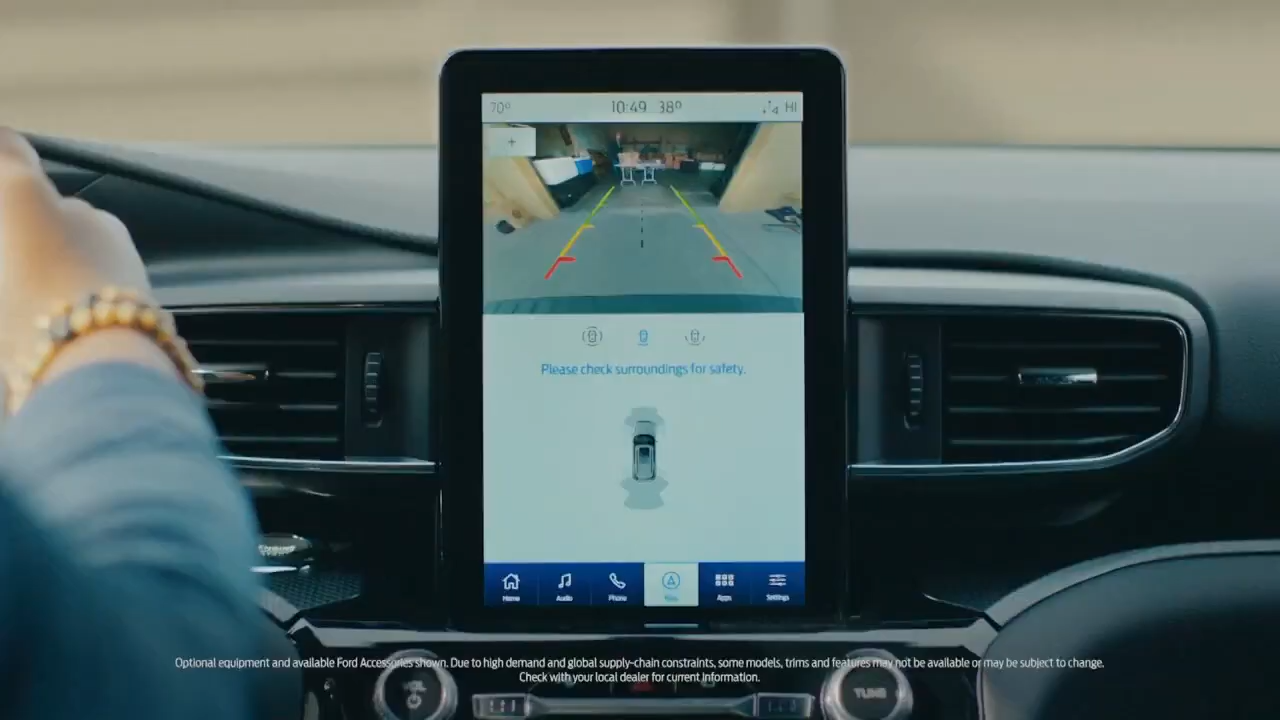 70° 10:49 38° HI
+
Please check surroundings for safety.
Home Audio Phone Nav Apps Settings
Optional equipment and available Ford Accessories shown. Due to high demand and global supply-chain constraints, some models, trims and features may not be available or may be subject to change.
Check with your local dealer for current information.
VOL TUNE